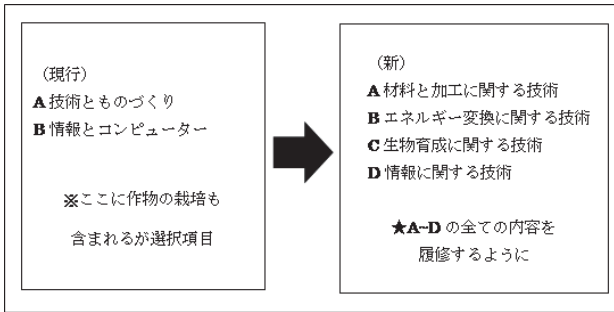 (現行)
A 技術とものづくり
B 情報とコンピューター
※ここに作物の栽培も
含まれるが選択項目
(新)
A 材料と加工に関する技術
B エネルギー変換に関する技術
C 生物育成に関する技術
D 情報に関する技術
★A~D の全ての内容を
履修するように